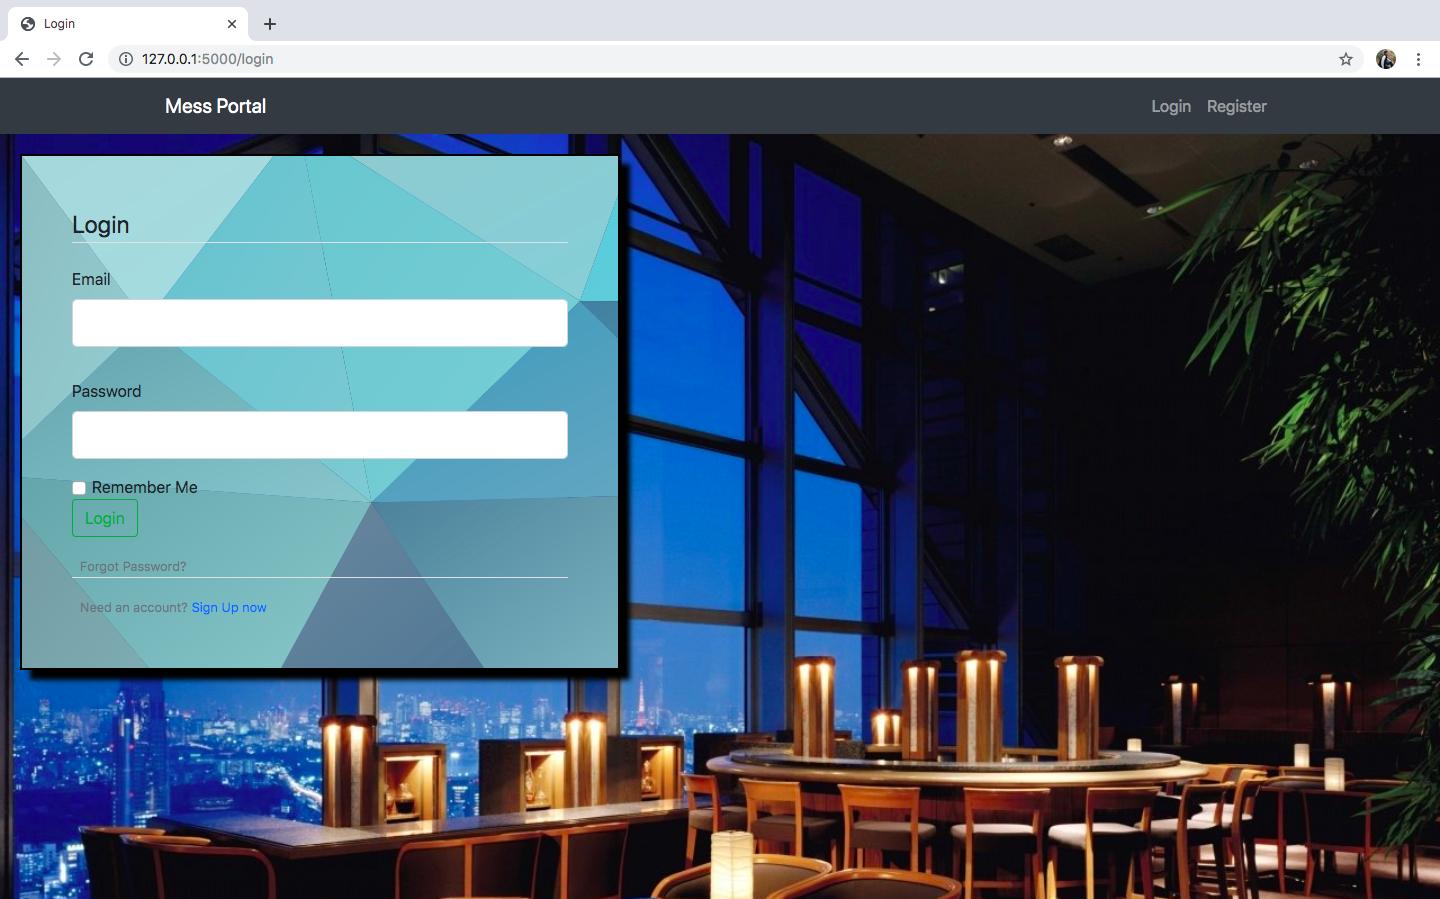 Login
127.0.0.1:5000/login
Mess Portal
Login Register
Login
Email
Password
Remember Me
Login
Forgot Password?
Need an account? Sign Up now